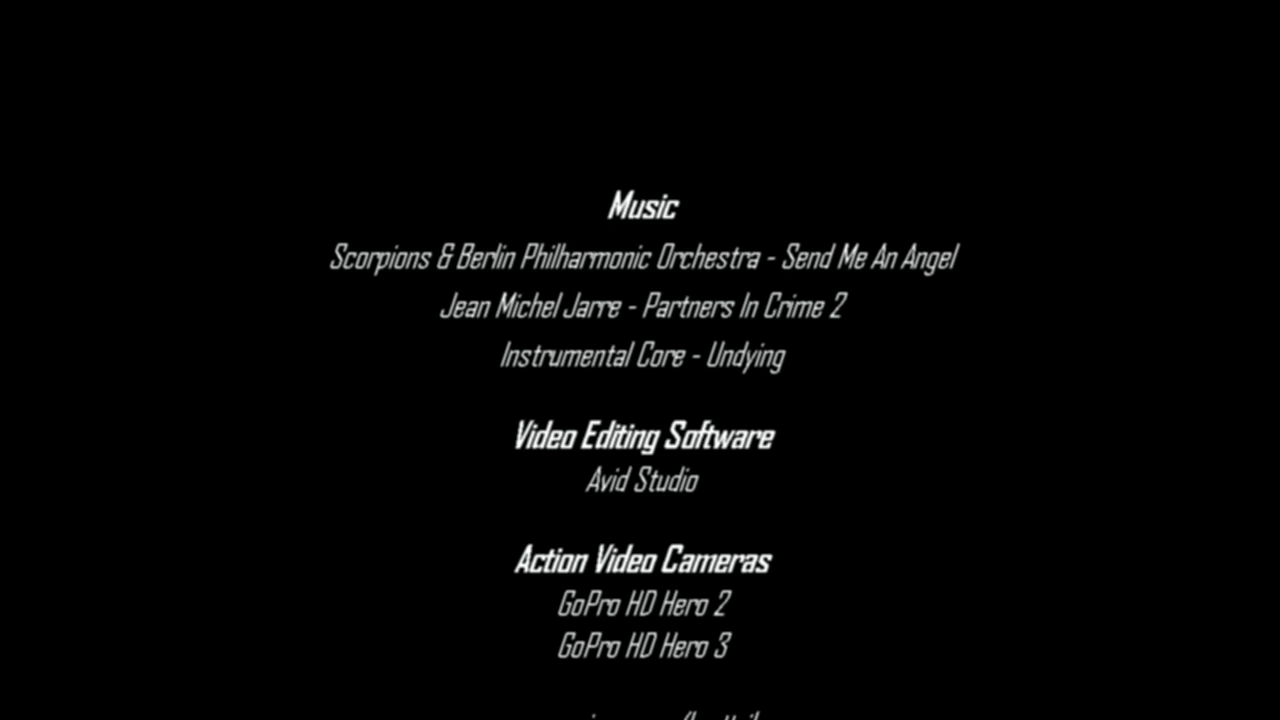 Music
Scorpions & Berlin Philharmonic Orchestra - Send Me An Angel
Jean Michel Jarre - Partners In Crime 2
Instrumental Core - Undying
Video Editing Software
Avid Studio
Action Video Cameras
GoPro HD Hero 2
GoPro HD Hero 3